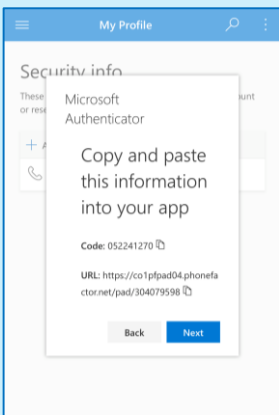 My Profile
Security info
These
unt
or rese
Microsoft
Authenticator
Copy and paste
this information
into your app
Code: 052241270
URL: https://co1pfpad04.phonefa
ctor.net/pad/304079598
Back Next